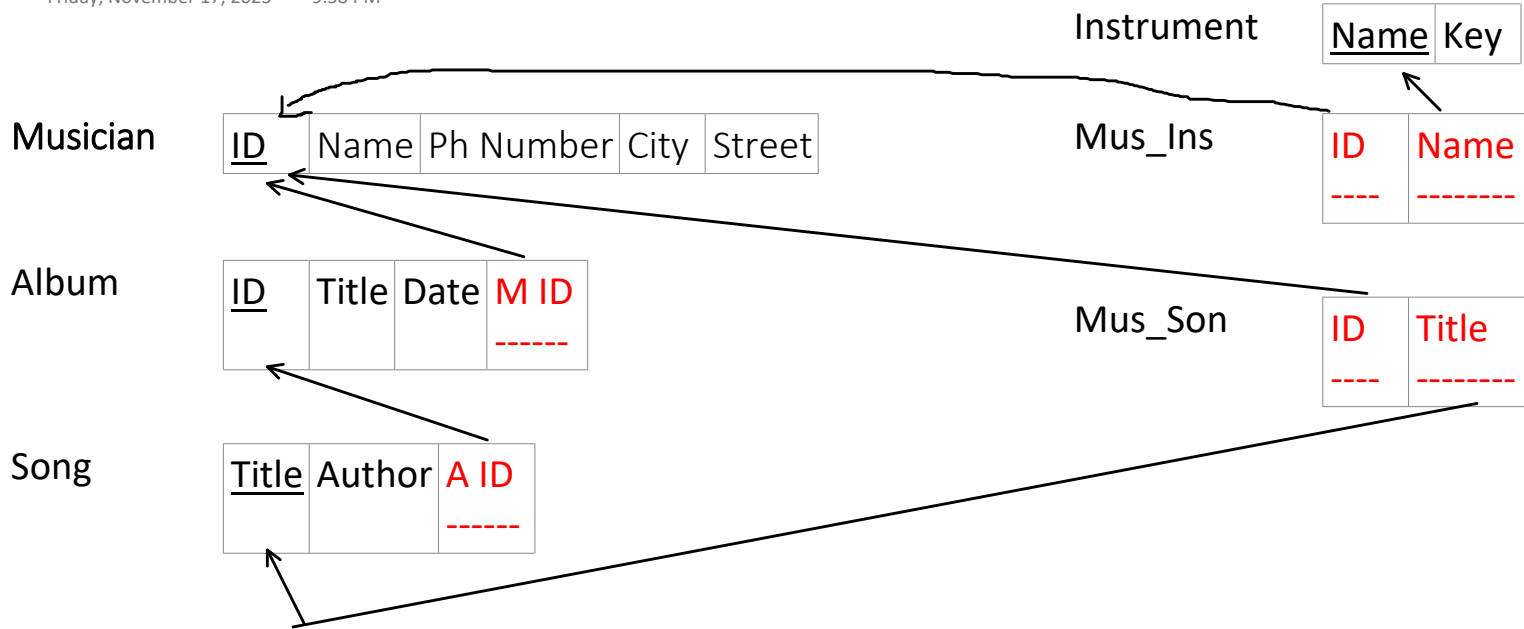 Instrument
Name Key
Musician
ID Name Ph Number City Street
Mus_Ins
ID Name
---- --------
Album
ID Title Date M ID
------
Mus_Son
ID Title
---- --------
Song
Title Author A ID
------